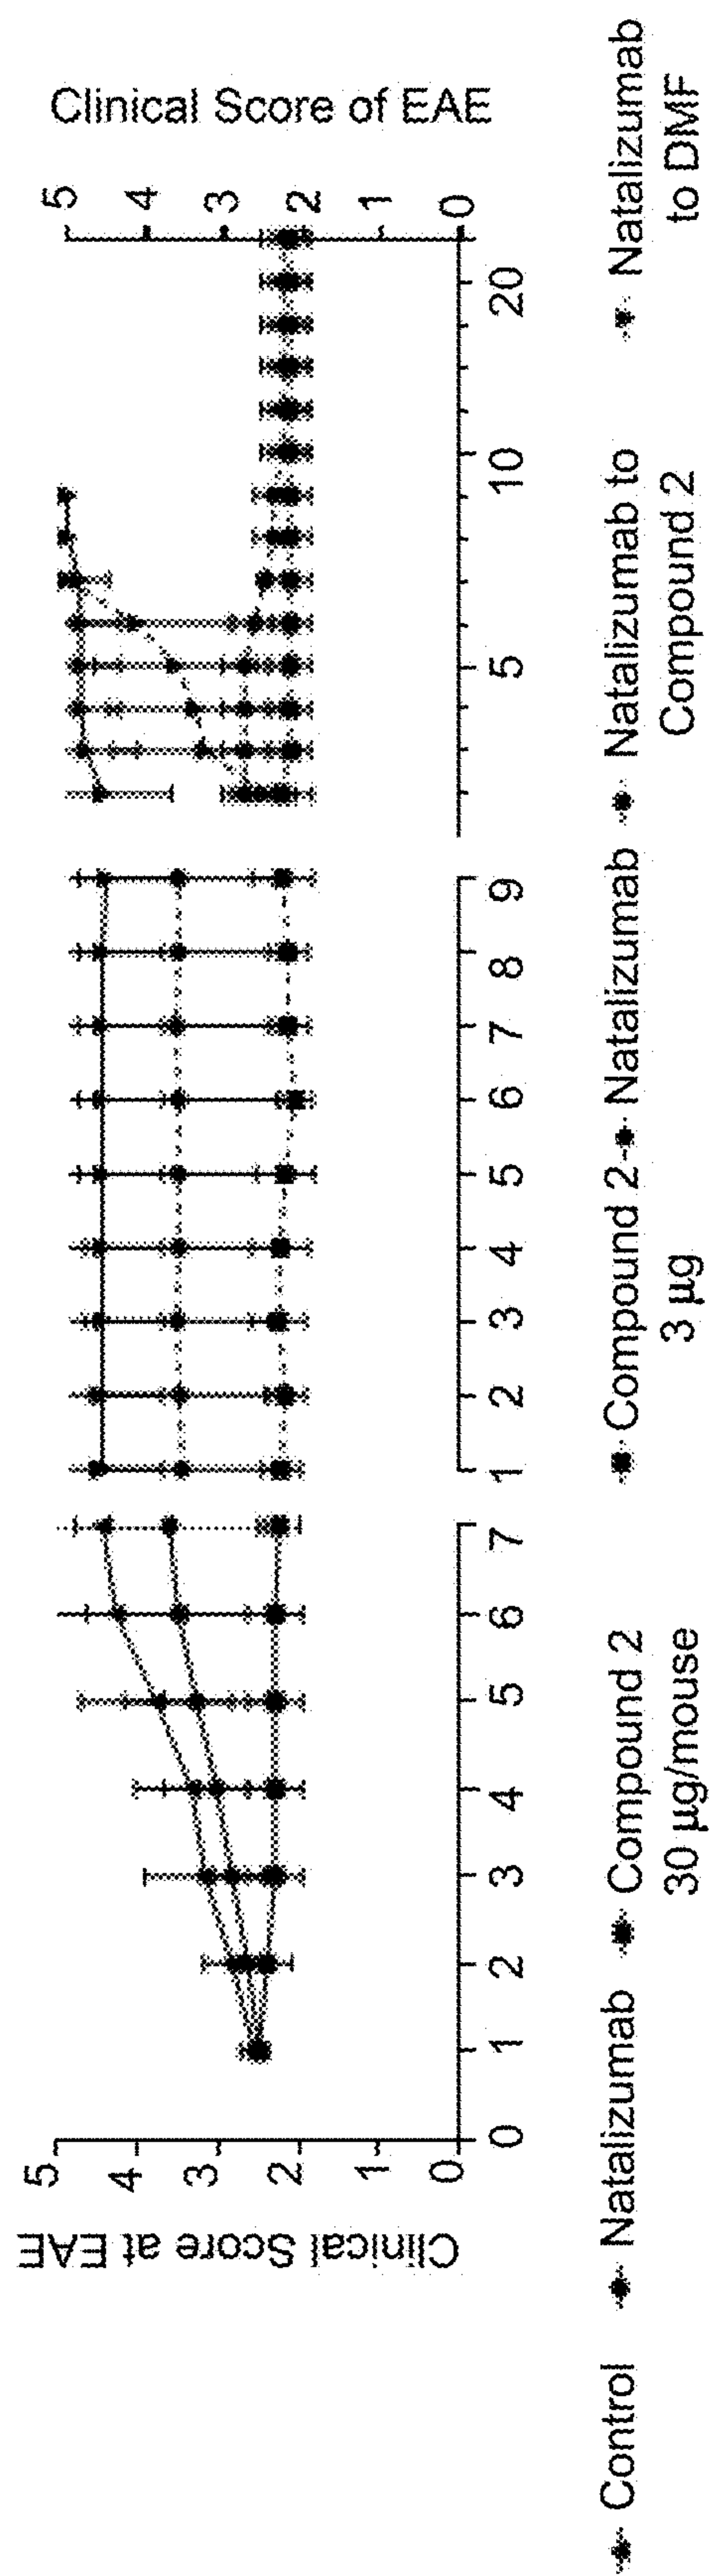 Clinical Score at EAE
5
4
3
2
1
0
0
1
2
3
4
5
6
7
1
2
3
4
5
6
7
8
9
5
10
20
Clinical Score of EAE
5
4
3
2
1
0
Control
Natalizumab
Compound 2
30 μg/mouse
Compound 2
3 μg
Natalizumab
Natalizumab to
Compound 2
Natalizumab
to DMF